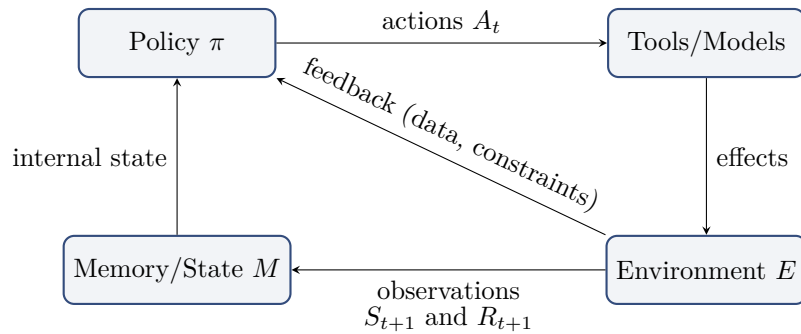 actions $A_t$
Policy $\pi$
Tools/Models
feedback (data, constraints)
internal state
effects
Memory/State $M$
Environment $E$
observations
$S_{t+1}$ and $R_{t+1}$